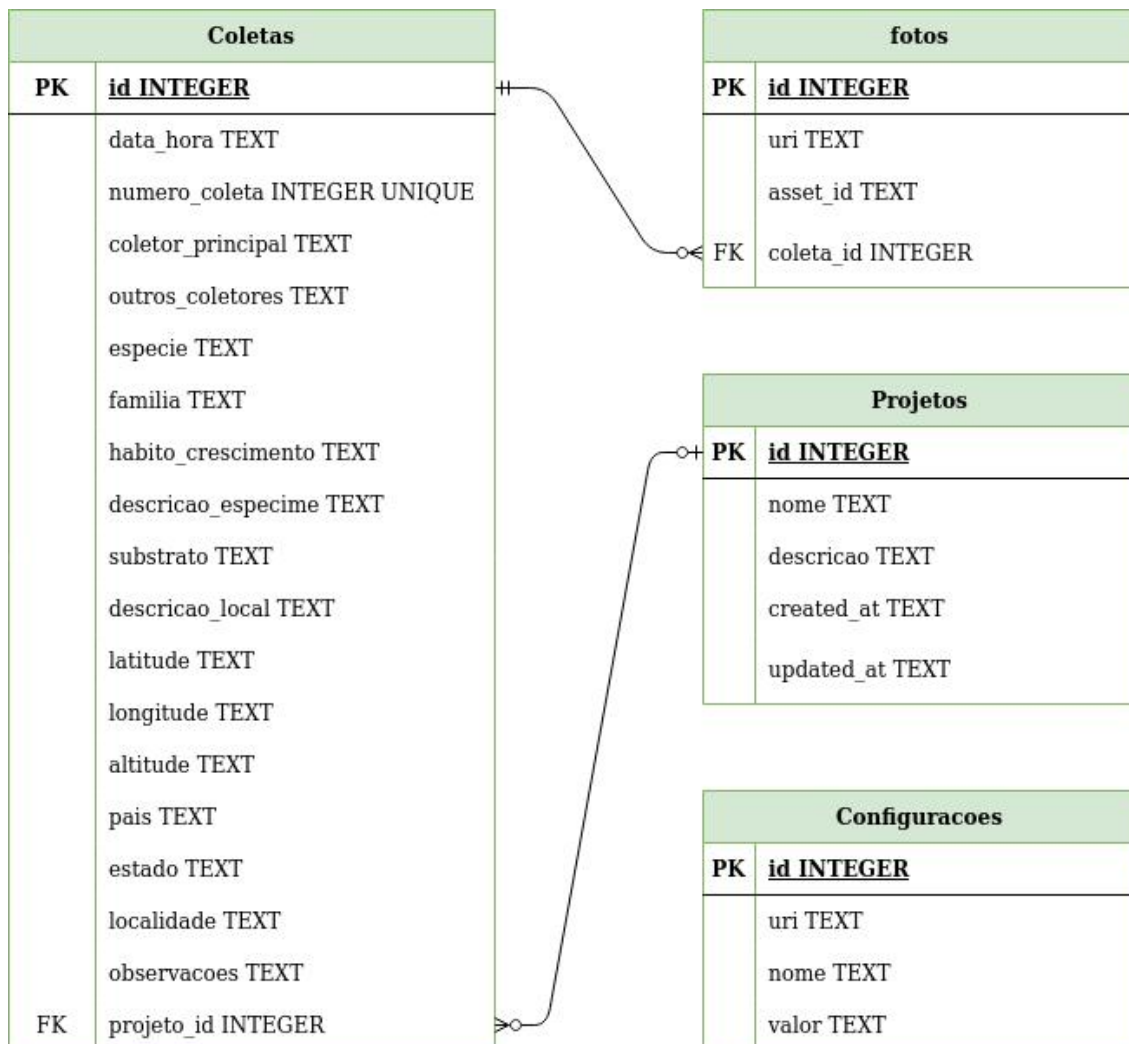 Coletas
PK id INTEGER
data_hora TEXT
numero_coleta INTEGER UNIQUE
coletor_principal TEXT
outros_coletores TEXT
especie TEXT
familia TEXT
habito_crescimento TEXT
descricao_especime TEXT
substrato TEXT
descricao_local TEXT
latitude TEXT
longitude TEXT
altitude TEXT
pais TEXT
estado TEXT
localidade TEXT
observacoes TEXT
FK projeto_id INTEGER
fotos
PK id INTEGER
uri TEXT
asset_id TEXT
FK coleta_id INTEGER
Projetos
PK id INTEGER
nome TEXT
descricao TEXT
created_at TEXT
updated_at TEXT
Configuracoes
PK id INTEGER
uri TEXT
nome TEXT
valor TEXT